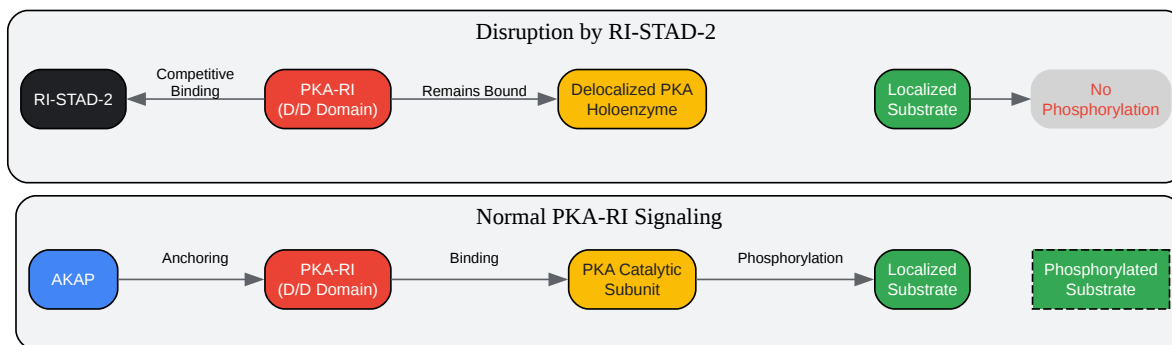 Disruption by RI-STAD-2
RI-STAD-2
Competitive
Binding
PKA-RI
(D/D Domain)
Remains Bound
Delocalized PKA
Holoenzyme
Localized
Substrate
No
Phosphorylation
Normal PKA-RI Signaling
AKAP
Anchoring
PKA-RI
(D/D Domain)
Binding
PKA Catalytic
Subunit
Phosphorylation
Localized
Substrate
Phosphorylated
Substrate